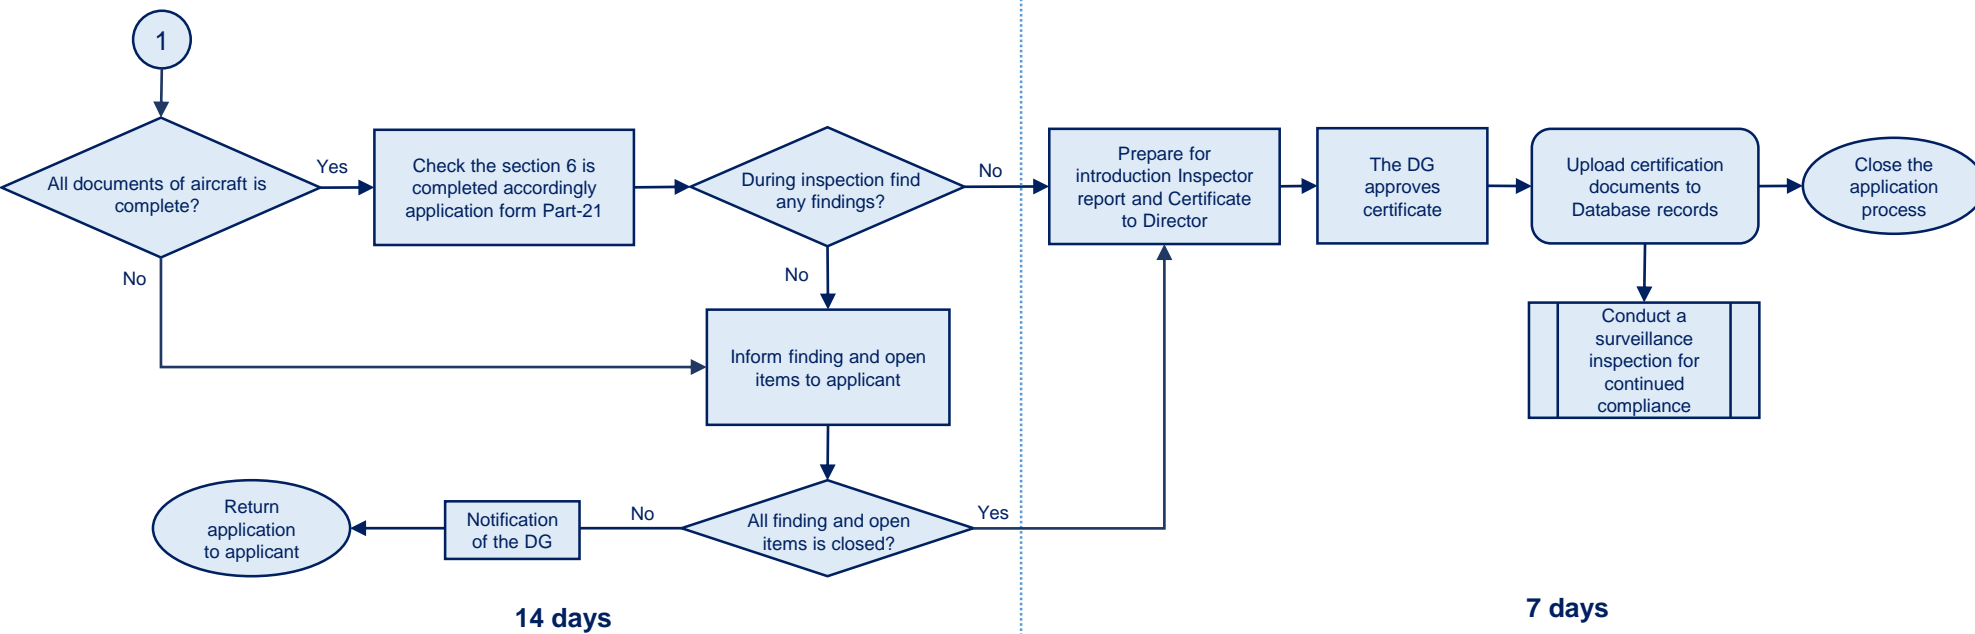 1
All documents of aircraft is
complete?
Yes
No
Check the section 6 is
completed accordingly
application form Part-21
During inspection find
any findings?
No
No
Prepare for
introduction Inspector
report and Certificate
to Director
The DG
approves
certificate
Upload certification
documents to
Database records
Close the
application
process
Conduct a
surveillance
inspection for
continued
compliance
Inform finding and open
items to applicant
All finding and open
items is closed?
Yes
No
Notification
of the DG
Return
application
to applicant
14 days
7 days